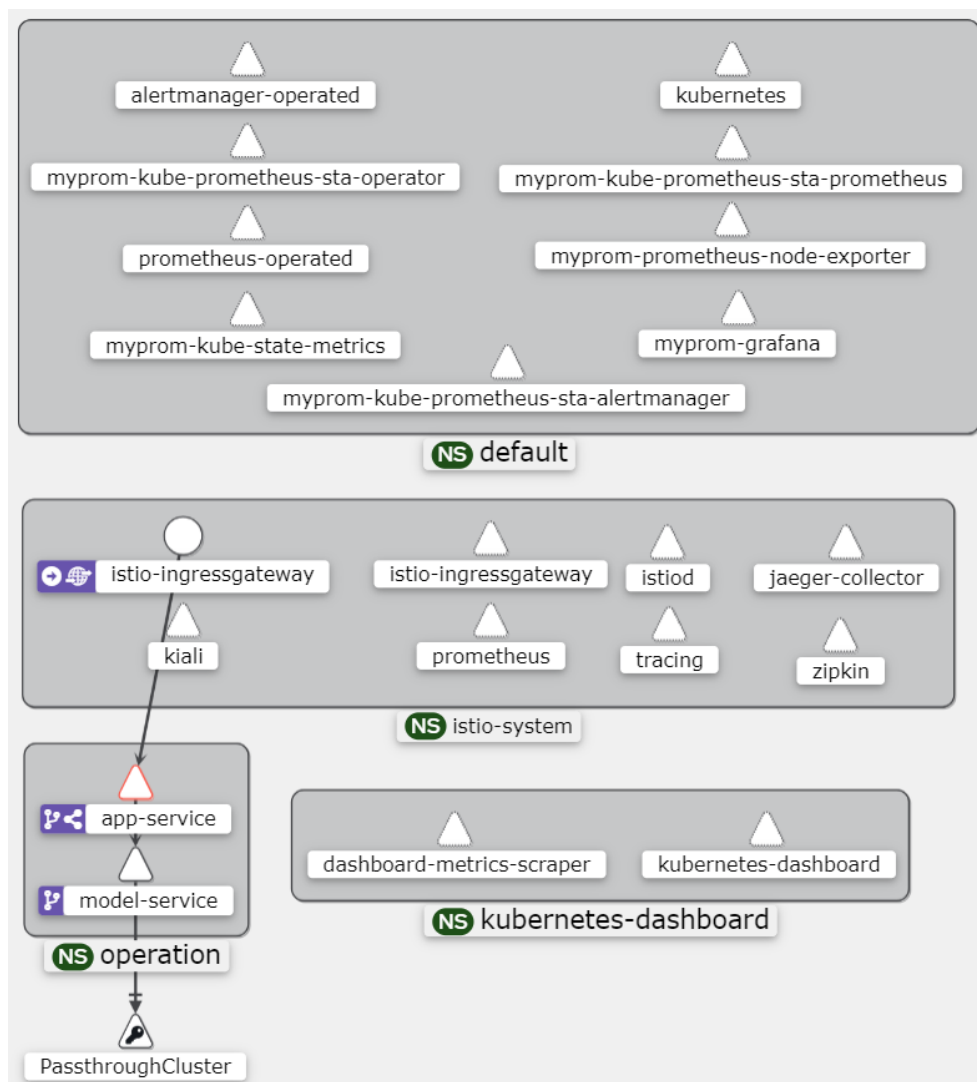 alertmanager-operated
kubernetes
myprom-kube-prometheus-sta-operator
myprom-kube-prometheus-sta-prometheus
prometheus-operated
myprom-prometheus-node-exporter
myprom-kube-state-metrics
myprom-grafana
myprom-kube-prometheus-sta-alertmanager
NS default
istio-ingressgateway
istio-ingressgateway
istiod
jaeger-collector
kiali
prometheus
tracing
zipkin
NS istio-system
app-service
model-service
NS operation
dashboard-metrics-scraper
kubernetes-dashboard
NS kubernetes-dashboard
PassthroughCluster